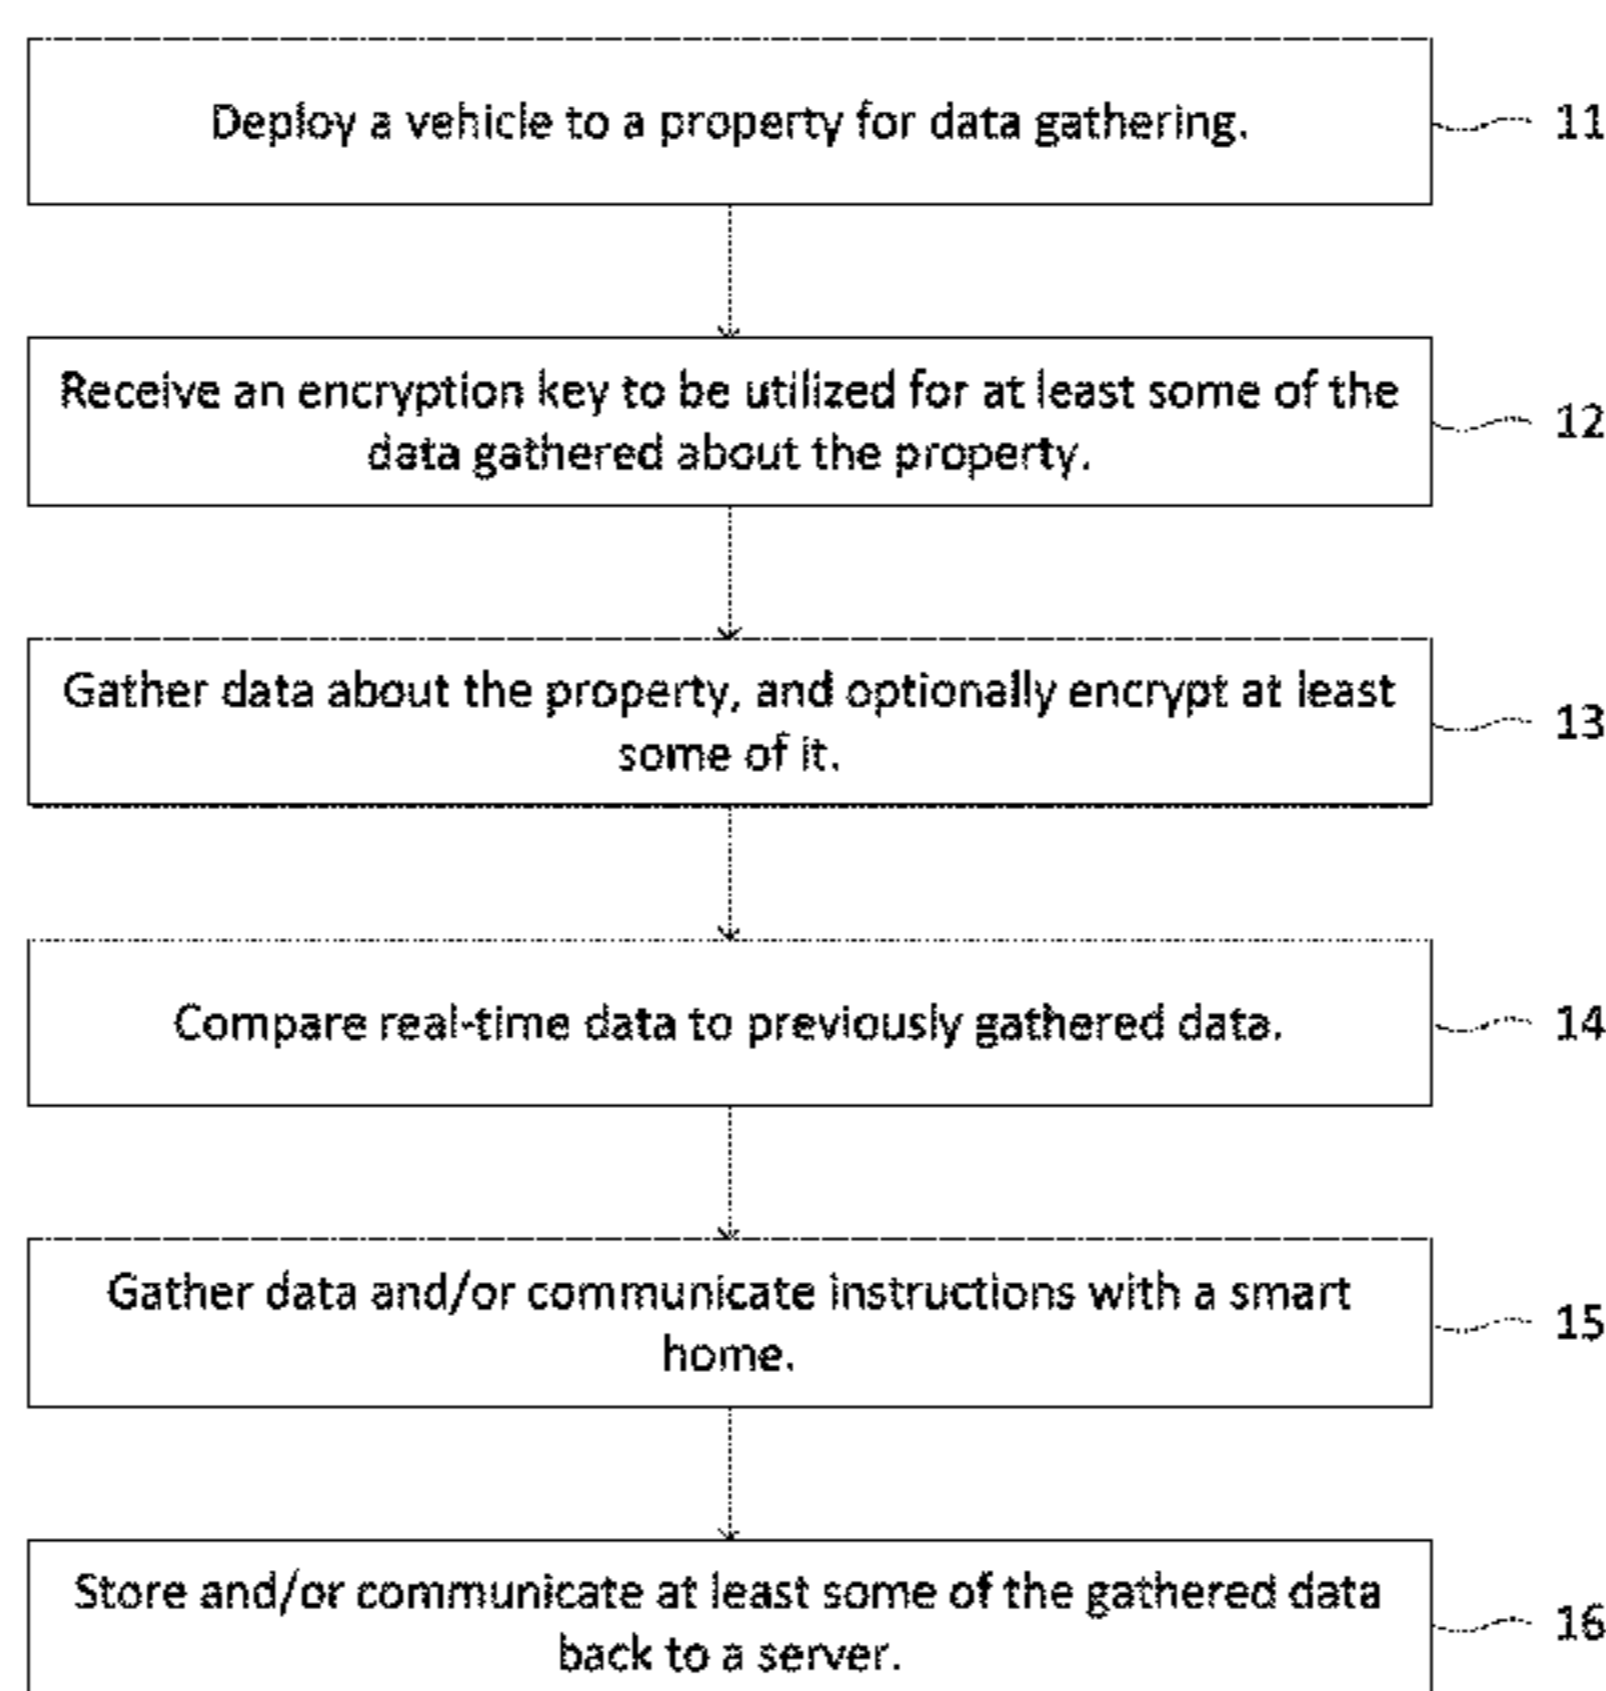 Deploy a vehicle to a property for data gathering.
11
Receive an encryption key to be utilized for at least some of the
data gathered about the property.
12
Gather data about the property, and optionally encrypt at least
some of it.
13
Compare real-time data to previously gathered data.
14
Gather data and/or communicate instructions with a smart
home.
15
Store and/or communicate at least some of the gathered data
back to a server.
16